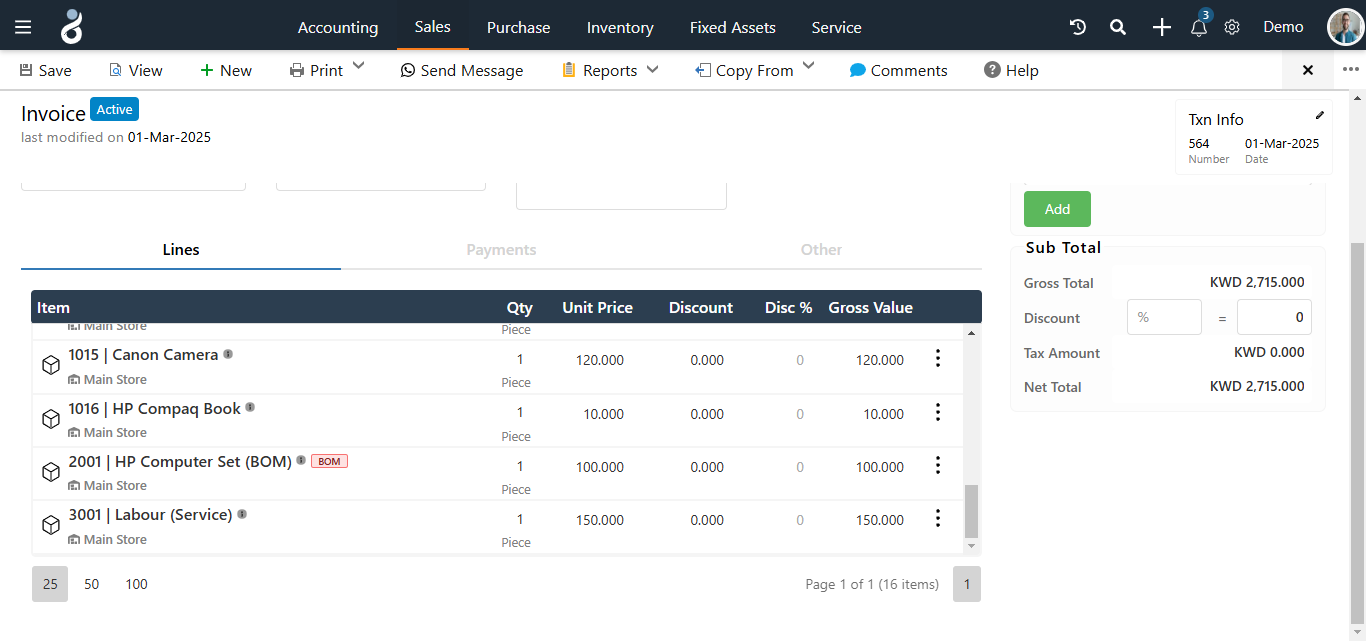 Accounting Sales Purchase Inventory Fixed Assets Service 3 Demo
Save View New Print Send Message Reports Copy From Comments Help
Invoice Active
last modified on 01-Mar-2025
Txn Info
564 01-Mar-2025
Number Date
Add
Lines Payments Other
Sub Total
Gross Total KWD 2,715.000
Discount % = 0
Tax Amount KWD 0.000
Net Total KWD 2,715.000
Item Qty Unit Price Discount Disc % Gross Value
Main Store Piece
1015 | Canon Camera 1 120.000 0.000 0 120.000
Main Store Piece
1016 | HP Compaq Book 1 10.000 0.000 0 10.000
Main Store Piece
2001 | HP Computer Set (BOM) BOM 1 100.000 0.000 0 100.000
Main Store Piece
3001 | Labour (Service) 1 150.000 0.000 0 150.000
Main Store Piece
25 50 100 Page 1 of 1 (16 items) 1